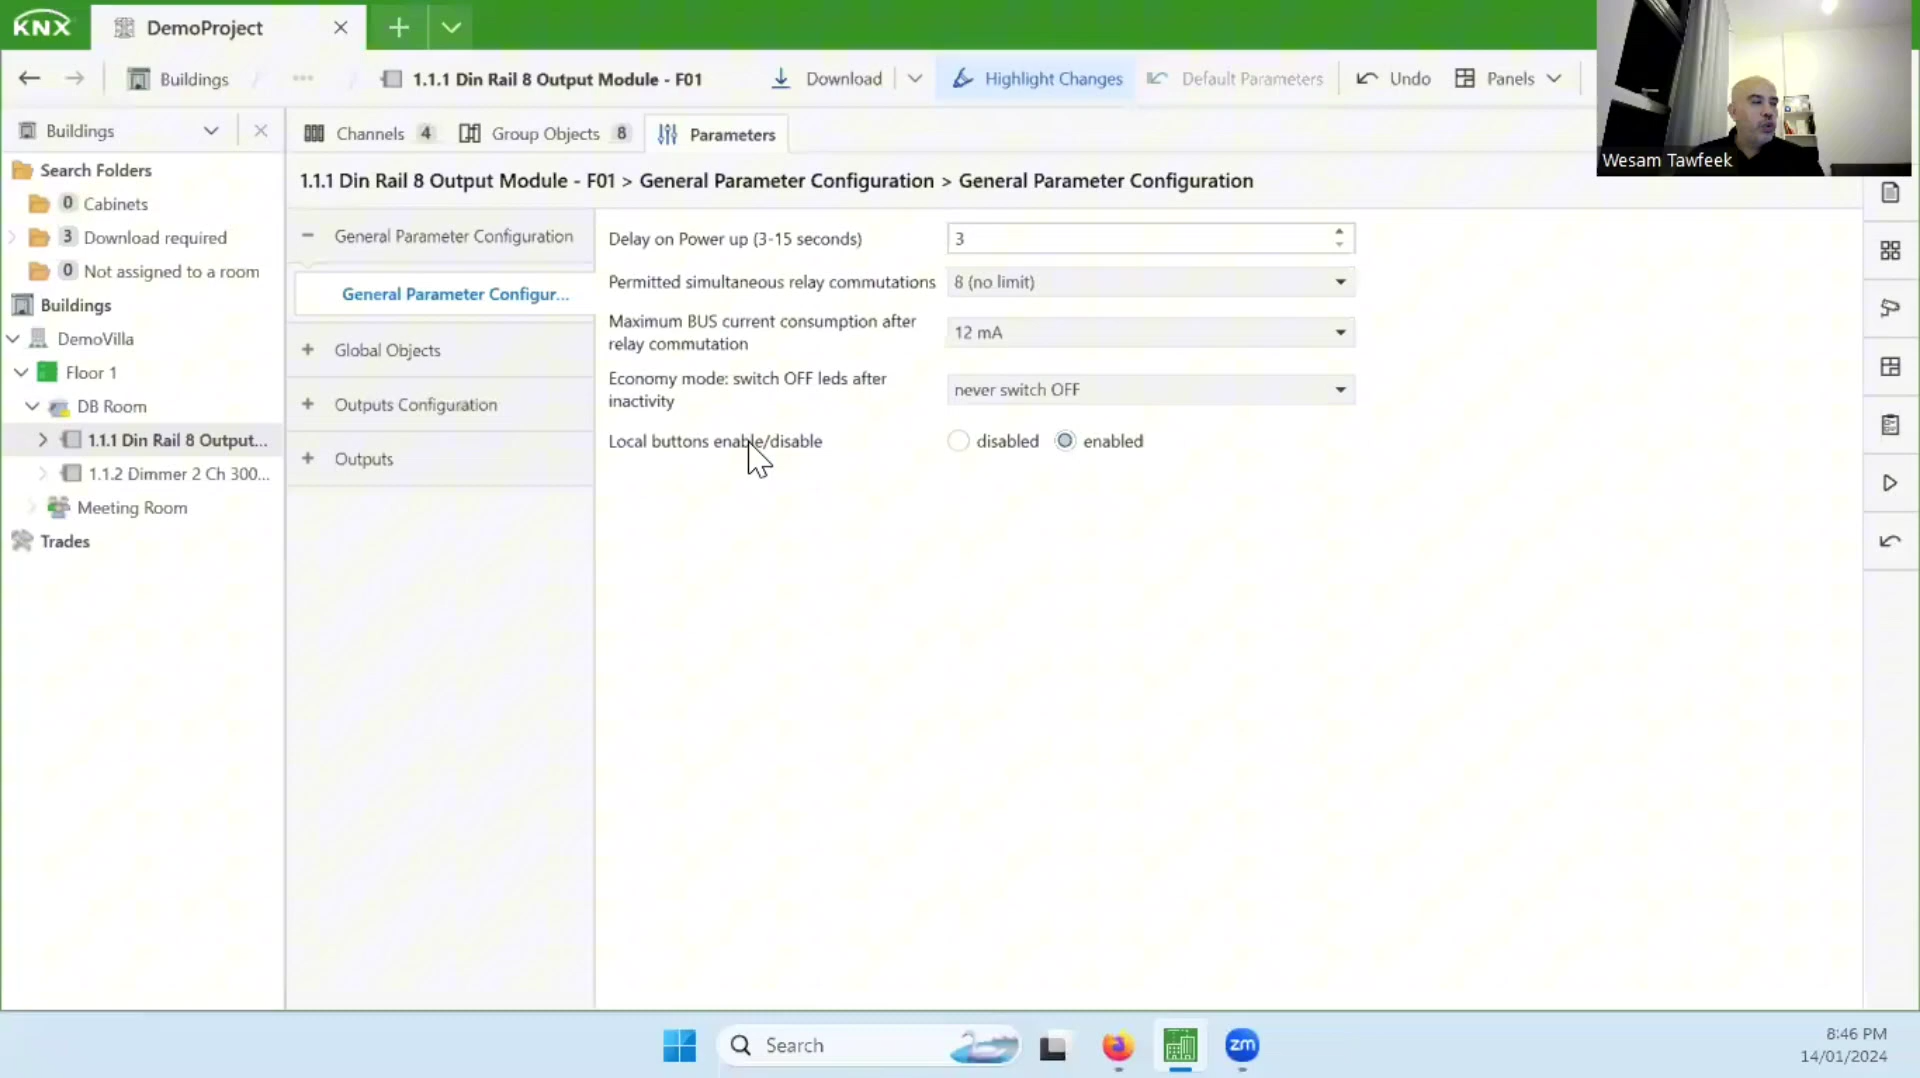 KNX
DemoProject
Buildings
1.1.1 Din Rail 8 Output Module - F01
Download
Highlight Changes
Default Parameters
Undo
Panels
Wesam Tawfeek
Buildings
Search Folders
0 Cabinets
3 Download required
0 Not assigned to a room
Buildings
DemoVilla
Floor 1
DB Room
1.1.1 Din Rail 8 Output...
1.1.2 Dimmer 2 Ch 300...
Meeting Room
Trades
Channels 4
Group Objects 8
Parameters
1.1.1 Din Rail 8 Output Module - F01 > General Parameter Configuration > General Parameter Configuration
General Parameter Configuration
General Parameter Configur...
Global Objects
Outputs Configuration
Outputs
Delay on Power up (3-15 seconds)
3
Permitted simultaneous relay commutations
8 (no limit)
Maximum BUS current consumption after
relay commutation
12 mA
Economy mode: switch OFF leds after
inactivity
never switch OFF
Local buttons enable/disable
disabled
enabled
Search
zm
8:46 PM
14/01/2024